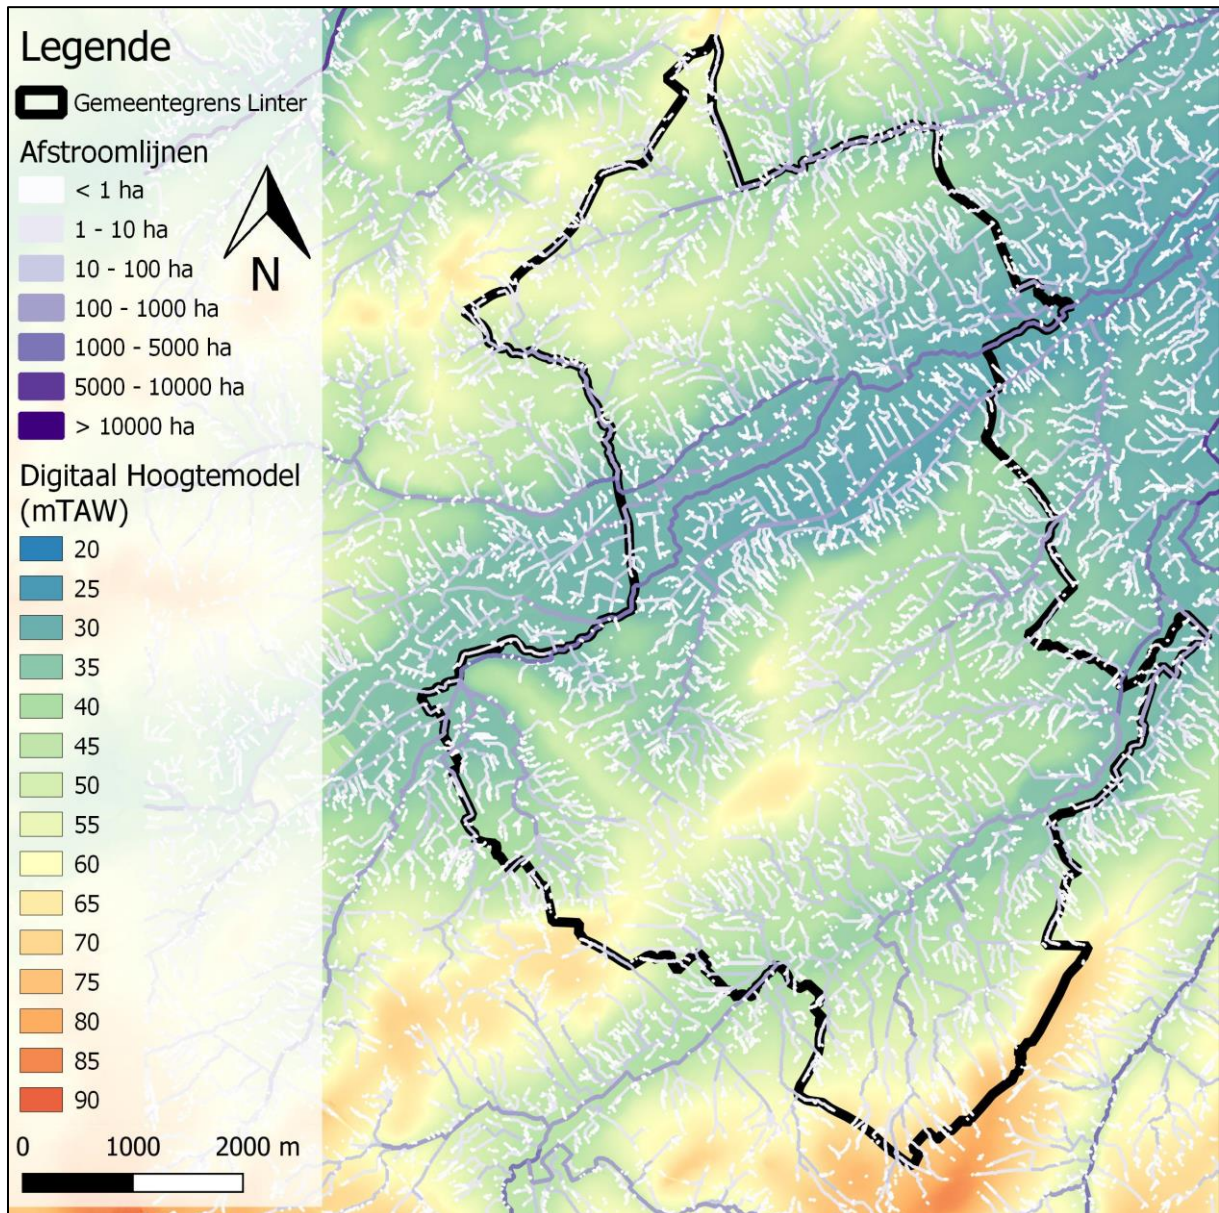 Legende
Gemeentegrens Linter
Afstroomlijnen
< 1 ha
1 - 10 ha
10 - 100 ha
100 - 1000 ha
1000 - 5000 ha
5000 - 10000 ha
> 10000 ha
N
Digitaal Hoogtemodel
(mTAW)
20
25
30
35
40
45
50
55
60
65
70
75
80
85
90
0 1000 2000 m